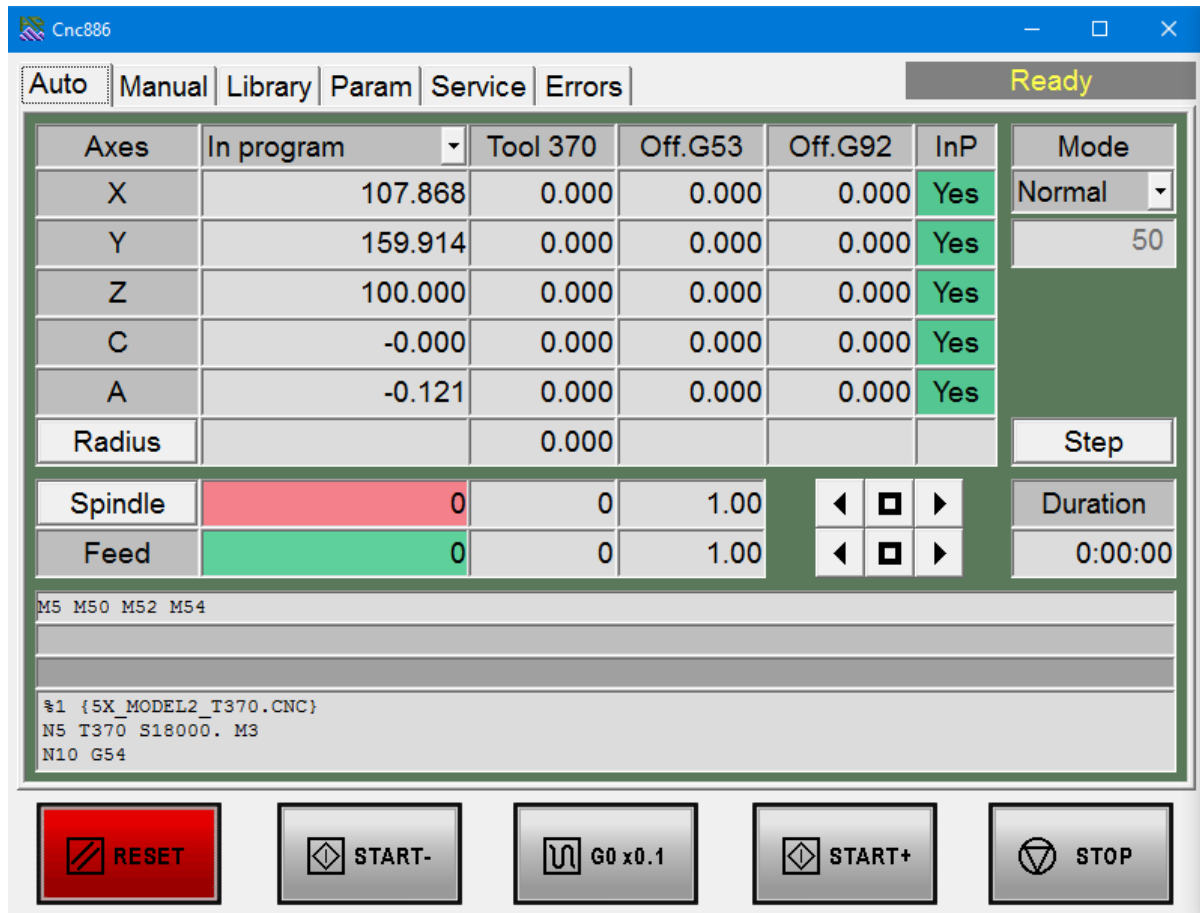 Cnc886
Auto Manual Library Param Service Errors Ready
Axes In program Tool 370 Off.G53 Off.G92 InP Mode
X 107.868 0.000 0.000 0.000 Yes Normal
Y 159.914 0.000 0.000 0.000 Yes 50
Z 100.000 0.000 0.000 0.000 Yes
C -0.000 0.000 0.000 0.000 Yes
A -0.121 0.000 0.000 0.000 Yes
Radius 0.000 Step
Spindle 0 0 1.00 Duration
Feed 0 0 1.00 0:00:00
M5 M50 M52 M54
%1 {5X_MODEL2_T370.CNC}
N5 T370 S18000. M3
N10 G54
RESET START- G0 x0.1 START+ STOP